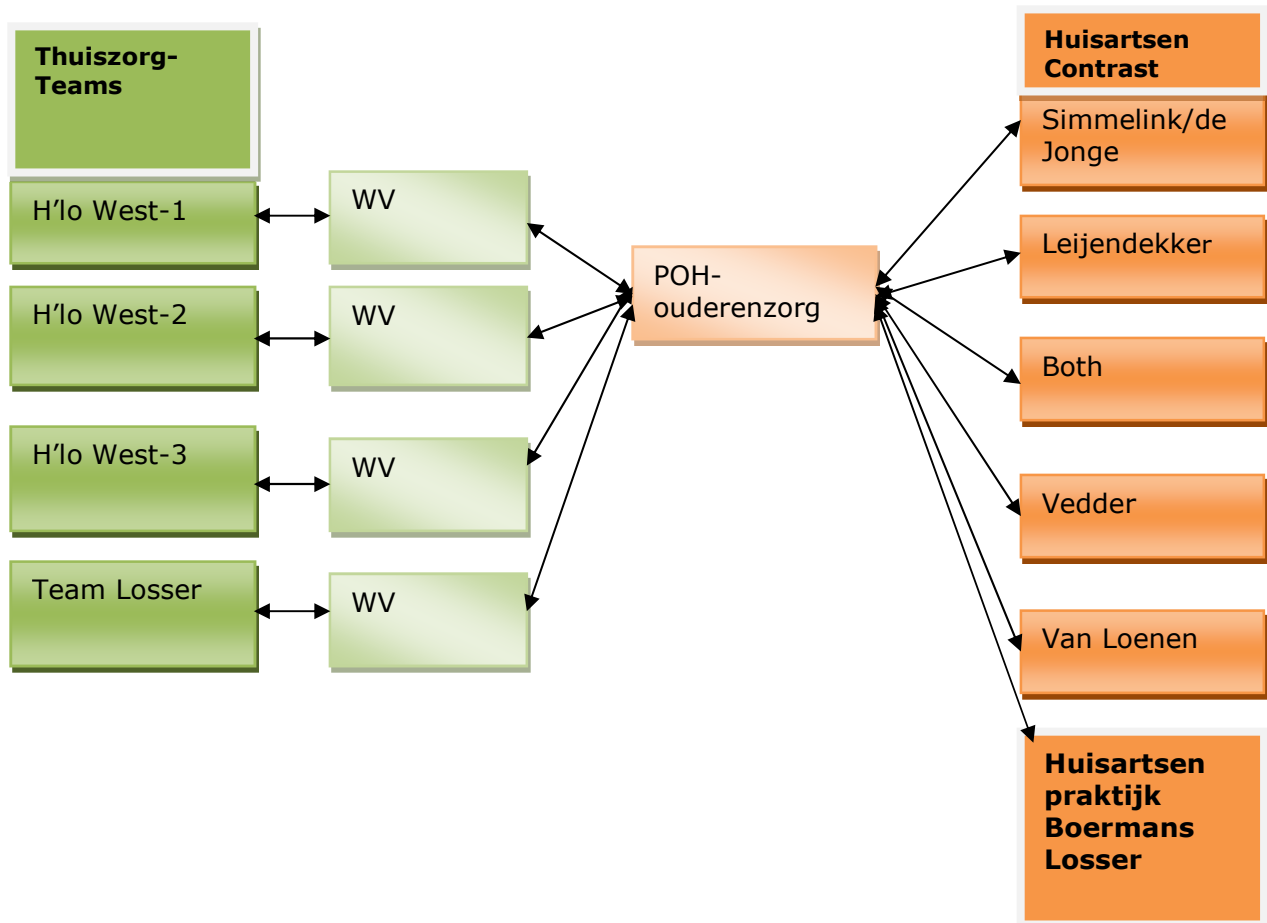 Thuiszorg-
Teams
H'lo West-1
H'lo West-2
H'lo West-3
Team Losser
WV
WV
WV
WV
POH-
ouderenzorg
Huisartsen
Contrast
Simmelink/de
Jonge
Leijendekker
Both
Vedder
Van Loenen
Huisartsen
praktijk
Boermans
Losser